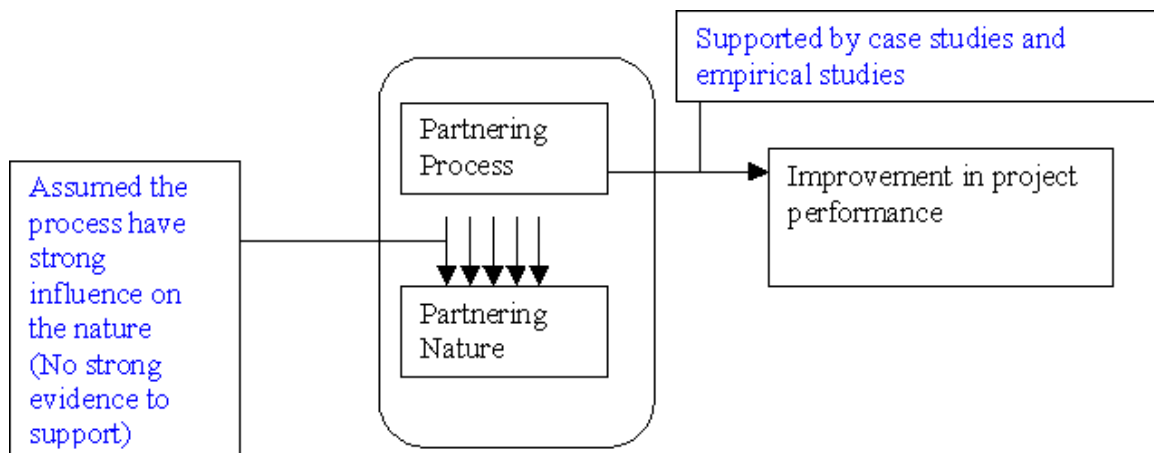 Supported by case studies and
empirical studies
Partnering
Process
Improvement in project
performance
Assumed the
process have
strong
influence on
the nature
(No strong
evidence to
support)
Partnering
Nature